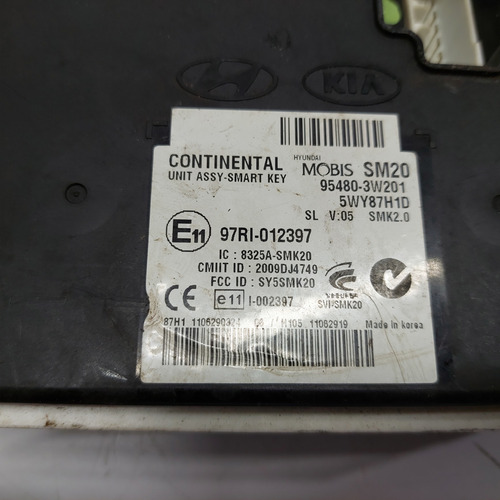 KIA
CONTINENTAL HYUNDAI MOBIS SM20
UNIT ASSY-SMART KEY 95480-3W201
5WY87H1D
SL V:05 SMK2.0
E11 97RI-012397
IC : 8325A-SMK20
CMIIT ID : 2009DJ4749
FCC ID : SY5SMK20
CE e11 I-002397
SVI-SMK20
87H1 1106290324 11062919 Made in korea